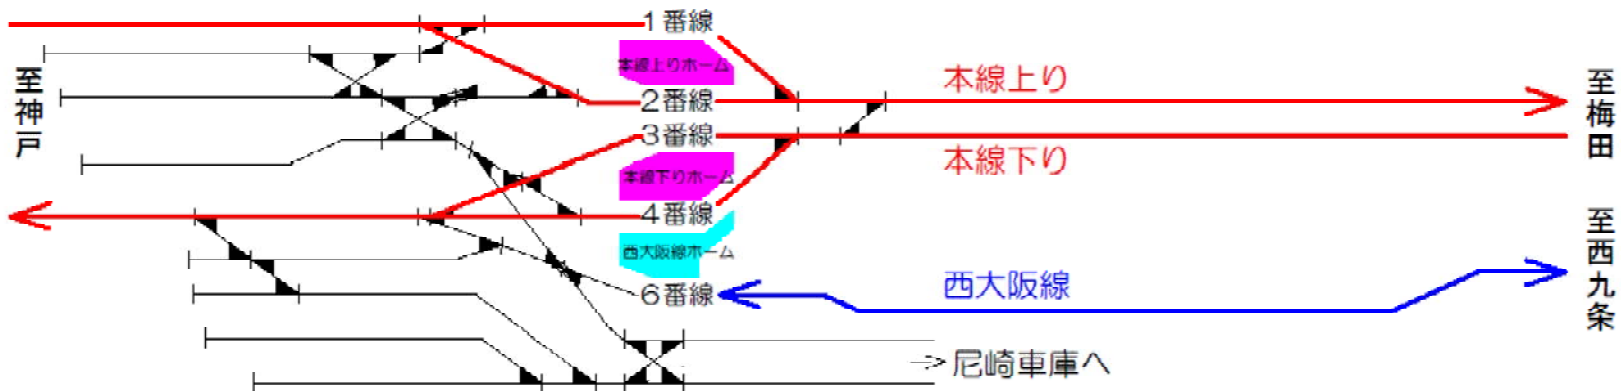 至神戸
1番線
本線上りホーム
2番線
3番線
本線下りホーム
4番線
西大阪線ホーム
6番線
本線上り
本線下り
西大阪線
尼崎車庫へ
至梅田
至西九条